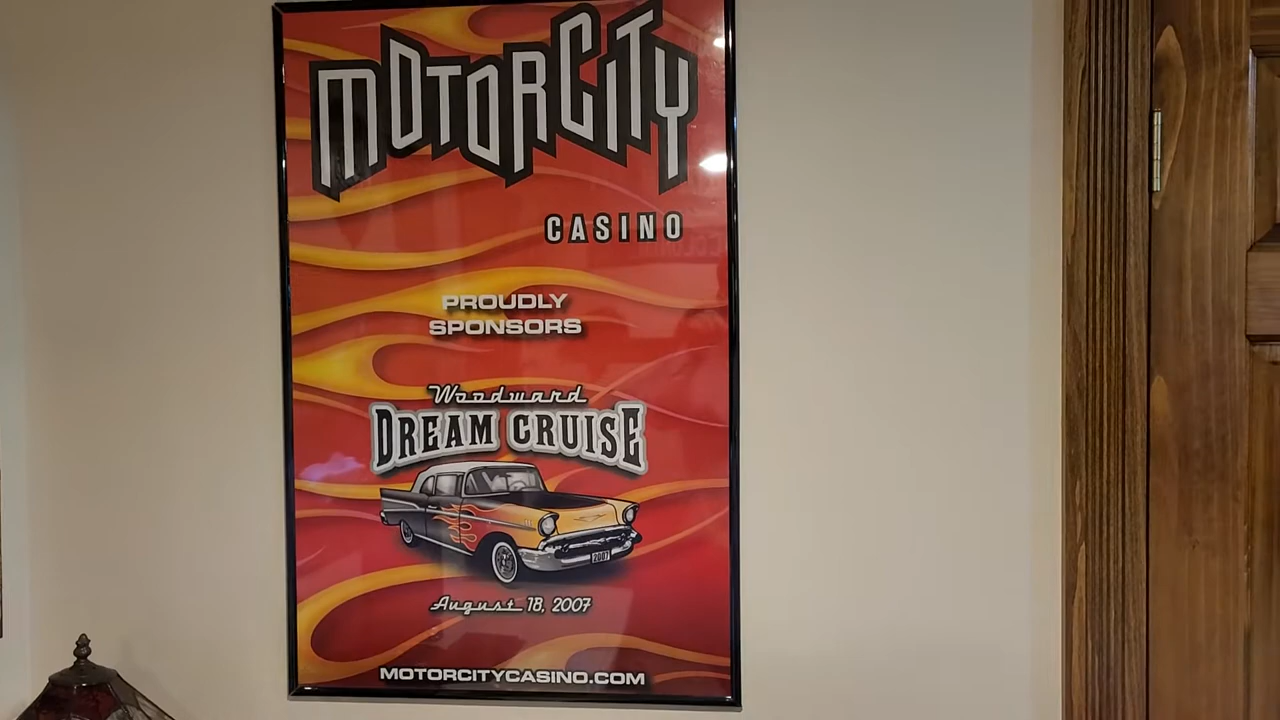 MOTORCITY
CASINO
PROUDLY
SPONSORS
Woodward
DREAM CRUISE
2007
August 18, 2007
MOTORCITYCASINO.COM